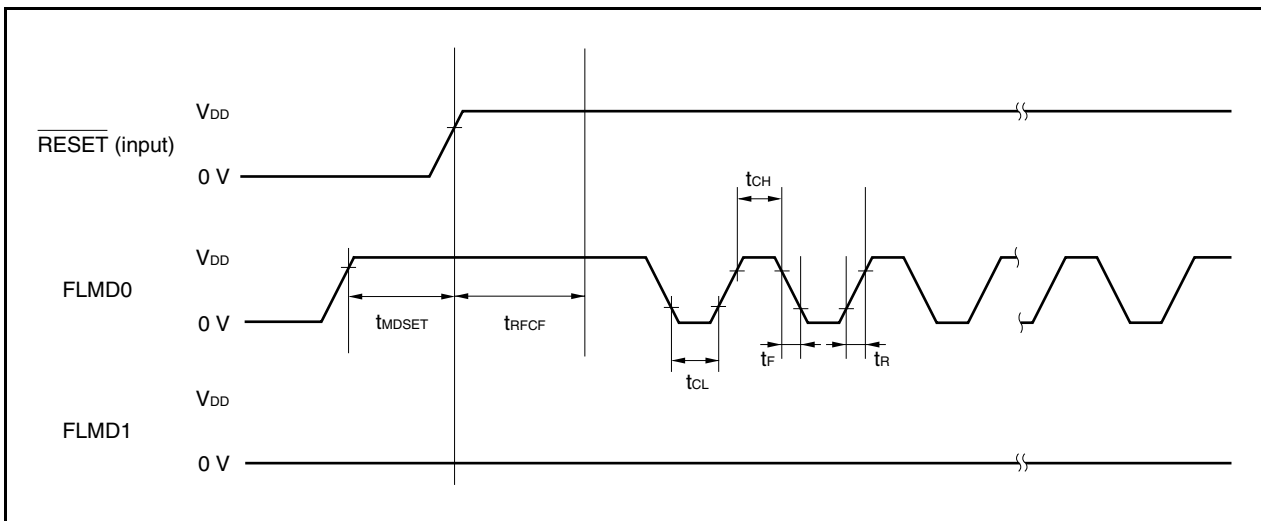 VDD
RESET (input)
0 V
tCH
VDD
FLMD0
0 V
tMDSET
tRFCF
tF
tR
tCL
VDD
FLMD1
0 V